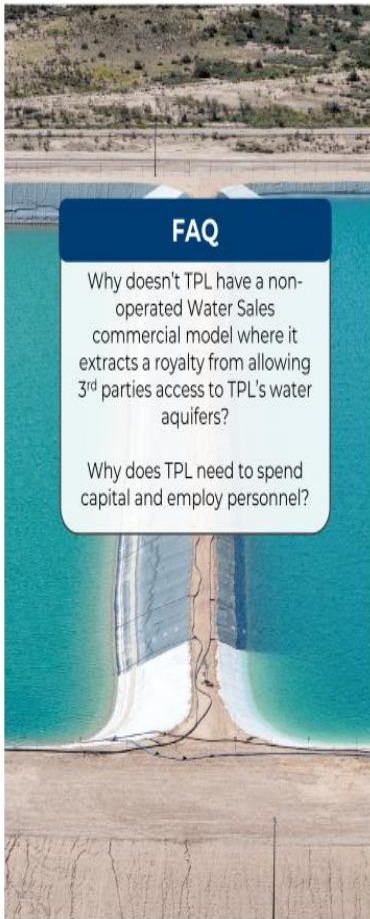 FAQ
Why doesn't TPL have a non-
operated Water Sales
commercial model where it
extracts a royalty from allowing
3rd parties access to TPL's water
aquifers?
Why does TPL need to spend
capital and employ personnel?